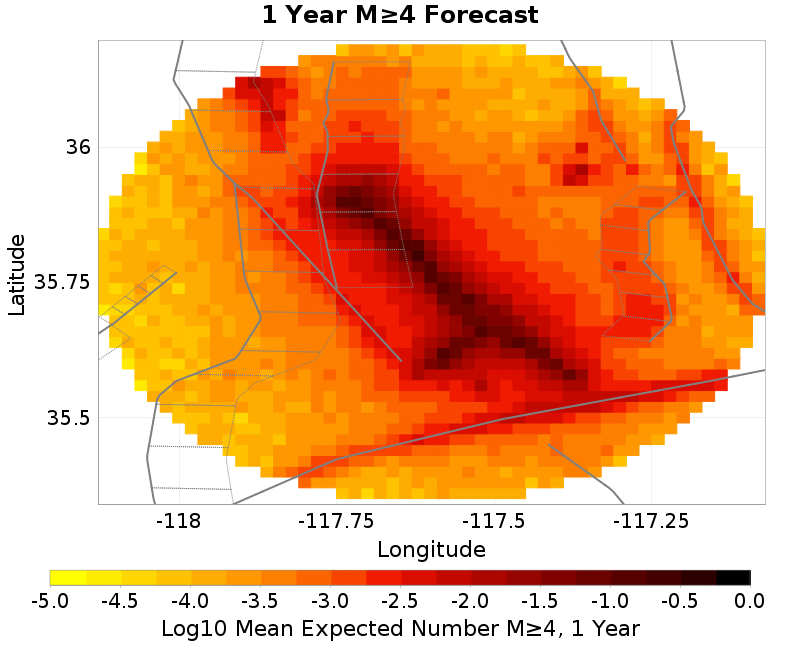 1 Year M≥4 Forecast
36
35.75
35.5
Latitude
-118
-117.75
-117.5
-117.25
Longitude
-5.0 -4.5 -4.0 -3.5 -3.0 -2.5 -2.0 -1.5 -1.0 -0.5 0.0
Log10 Mean Expected Number M≥4, 1 Year